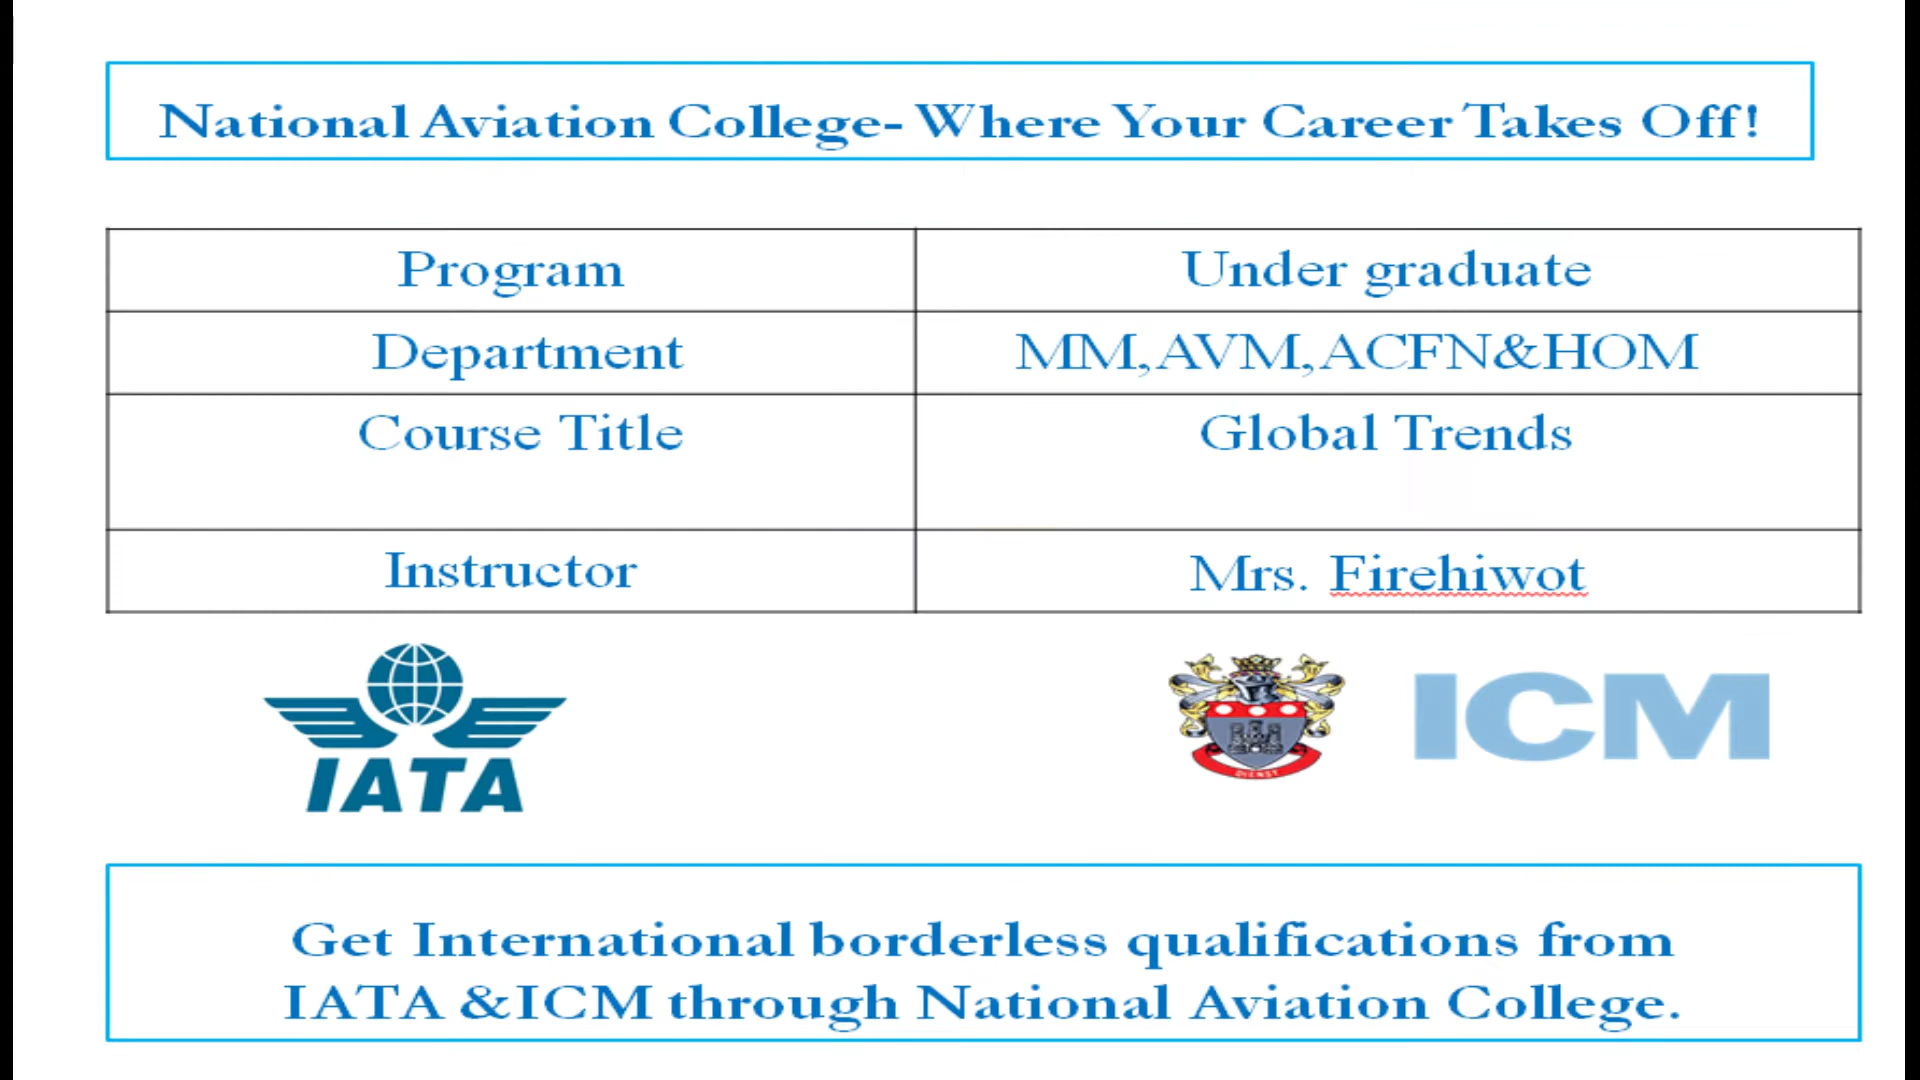 National Aviation College- Where Your Career Takes Off!
Program Under graduate
Department MM, AVM, ACFN&HOM
Course Title Global Trends
Instructor Mrs. Firehiwot
IATA
DIENST
ICM
Get International borderless qualifications from
IATA &ICM through National Aviation College.